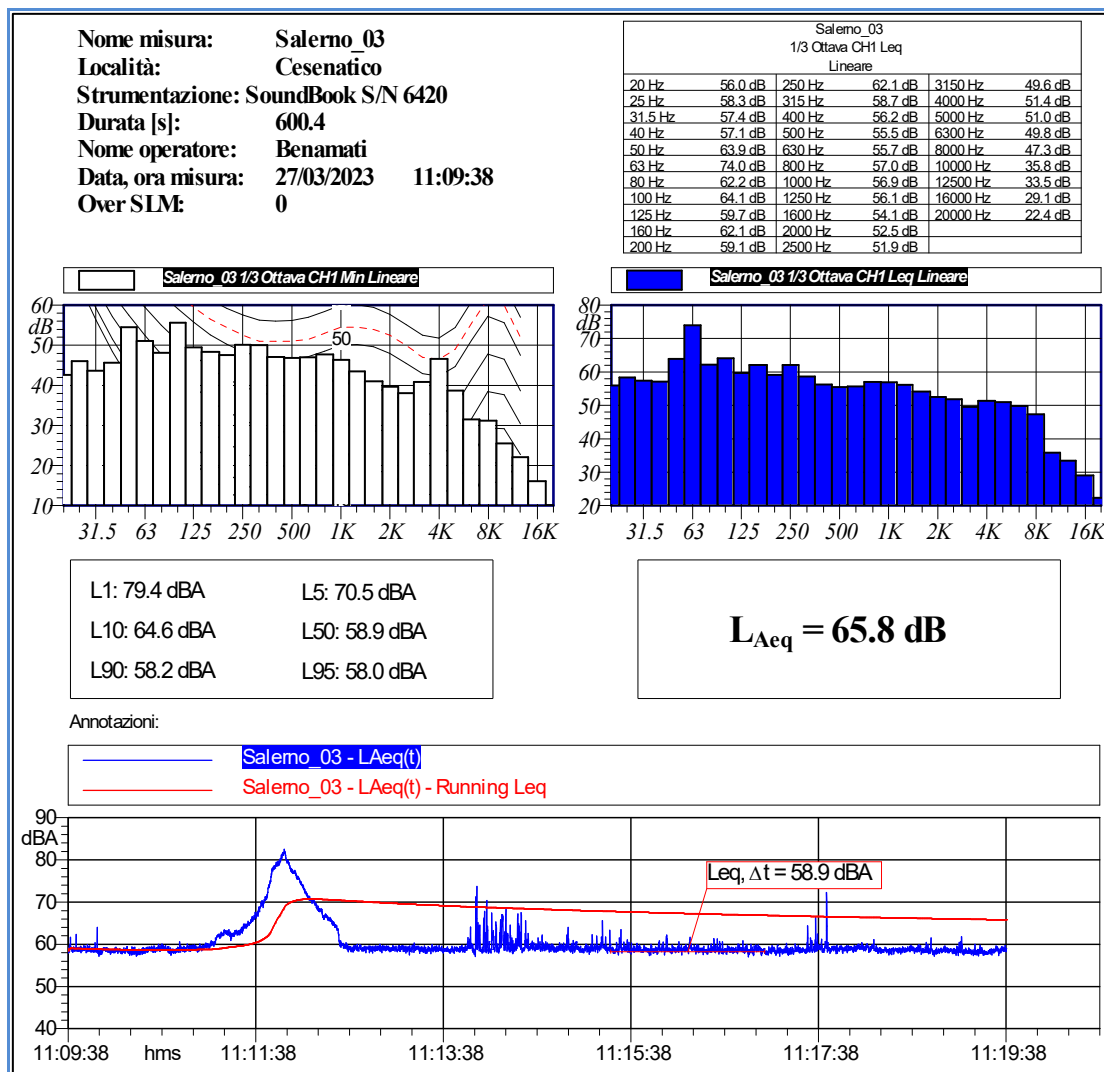 Nome misura: Salerno_03
Località: Cesenatico
Strumentazione: SoundBook S/N 6420
Durata [s]: 600.4
Nome operatore: Benamati
Data, ora misura: 27/03/2023 11:09:38
Over SLM: 0
Salerno_03
1/3 Ottava CH1 Leq
Lineare
20 Hz 56.0 dB 250 Hz 62.1 dB 3150 Hz 49.6 dB
25 Hz 58.3 dB 315 Hz 58.7 dB 4000 Hz 51.4 dB
31.5 Hz 57.4 dB 400 Hz 56.2 dB 5000 Hz 51.0 dB
40 Hz 57.1 dB 500 Hz 55.5 dB 6300 Hz 49.8 dB
50 Hz 63.9 dB 630 Hz 55.7 dB 8000 Hz 47.3 dB
63 Hz 74.0 dB 800 Hz 57.0 dB 10000 Hz 35.8 dB
80 Hz 62.2 dB 1000 Hz 56.9 dB 12500 Hz 33.5 dB
100 Hz 64.1 dB 1250 Hz 56.1 dB 16000 Hz 29.1 dB
125 Hz 59.7 dB 1600 Hz 54.1 dB 20000 Hz 22.4 dB
160 Hz 62.1 dB 2000 Hz 52.5 dB
200 Hz 59.1 dB 2500 Hz 51.9 dB
Salerno_03 1/3 Ottava CH1 Min Lineare
60
dB
50
40
30
20
10
50
31.5 63 125 250 500 1K 2K 4K 8K 16K
Salerno_03 1/3 Ottava CH1 Leq Lineare
80
dB
70
60
50
40
30
20
31.5 63 125 250 500 1K 2K 4K 8K 16K
L1: 79.4 dBA L5: 70.5 dBA
L10: 64.6 dBA L50: 58.9 dBA
L90: 58.2 dBA L95: 58.0 dBA
LAeq = 65.8 dB
Annotazioni:
Salerno_03 - LAeq(t)
Salerno_03 - LAeq(t) - Running Leq
90
dBA
80
70
60
50
40
Leq, Δt = 58.9 dBA
11:09:38 hms 11:11:38 11:13:38 11:15:38 11:17:38 11:19:38